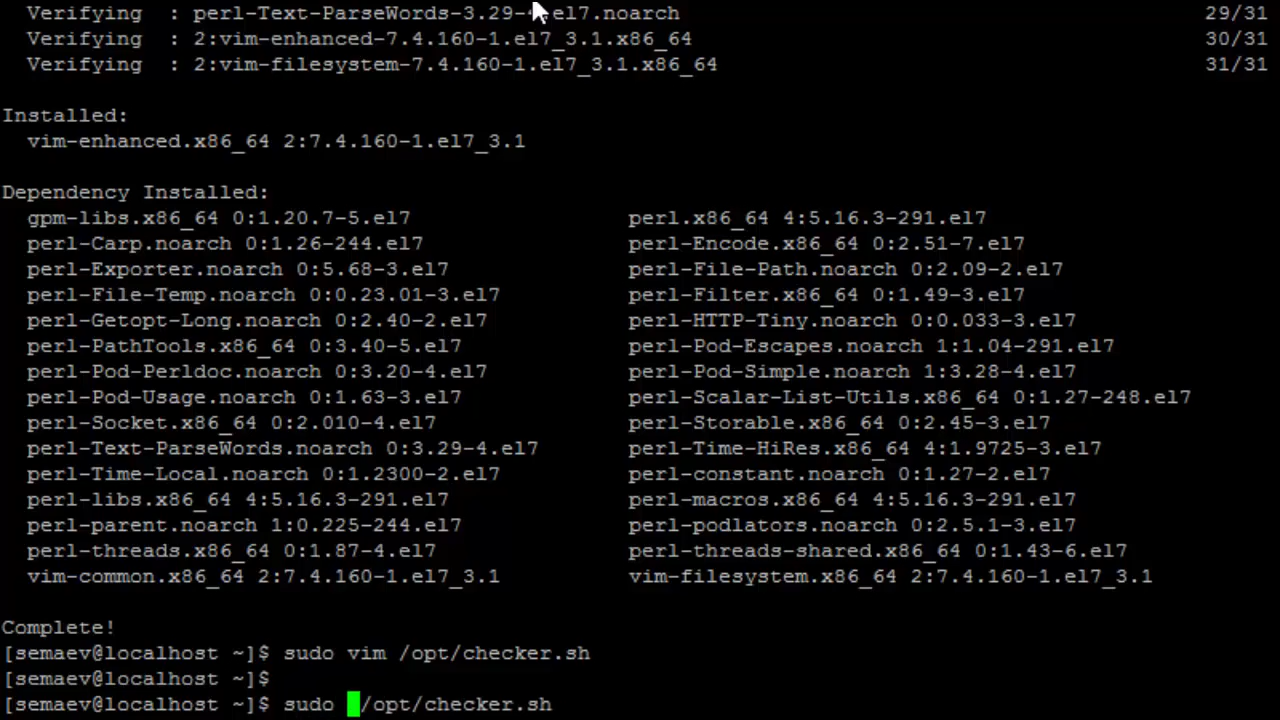 Verifying : perl-Text-ParseWords-3.29-4.el7.noarch 29/31
Verifying : 2:vim-enhanced-7.4.160-1.el7_3.1.x86_64 30/31
Verifying : 2:vim-filesystem-7.4.160-1.el7_3.1.x86_64 31/31
Installed:
vim-enhanced.x86_64 2:7.4.160-1.el7_3.1
Dependency Installed:
gpm-libs.x86_64 0:1.20.7-5.el7 perl.x86_64 4:5.16.3-291.el7
perl-Carp.noarch 0:1.26-244.el7 perl-Encode.x86_64 0:2.51-7.el7
perl-Exporter.noarch 0:5.68-3.el7 perl-File-Path.noarch 0:2.09-2.el7
perl-File-Temp.noarch 0:0.23.01-3.el7 perl-Filter.x86_64 0:1.49-3.el7
perl-Getopt-Long.noarch 0:2.40-2.el7 perl-HTTP-Tiny.noarch 0:0.033-3.el7
perl-PathTools.x86_64 0:3.40-5.el7 perl-Pod-Escapes.noarch 1:1.04-291.el7
perl-Pod-Perldoc.noarch 0:3.20-4.el7 perl-Pod-Simple.noarch 1:3.28-4.el7
perl-Pod-Usage.noarch 0:1.63-3.el7 perl-Scalar-List-Utils.x86_64 0:1.27-248.el7
perl-Socket.x86_64 0:2.010-4.el7 perl-Storable.x86_64 0:2.45-3.el7
perl-Text-ParseWords.noarch 0:3.29-4.el7 perl-Time-HiRes.x86_64 4:1.9725-3.el7
perl-Time-Local.noarch 0:1.2300-2.el7 perl-constant.noarch 0:1.27-2.el7
perl-libs.x86_64 4:5.16.3-291.el7 perl-macros.x86_64 4:5.16.3-291.el7
perl-parent.noarch 1:0.225-244.el7 perl-podlators.noarch 0:2.5.1-3.el7
perl-threads.x86_64 0:1.87-4.el7 perl-threads-shared.x86_64 0:1.43-6.el7
vim-common.x86_64 2:7.4.160-1.el7_3.1 vim-filesystem.x86_64 2:7.4.160-1.el7_3.1
Complete!
[semaev@localhost ~]$ sudo vim /opt/checker.sh
[semaev@localhost ~]$
[semaev@localhost ~]$ sudo /opt/checker.sh